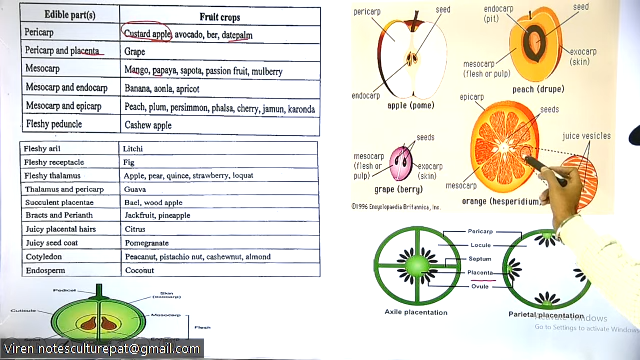 Edible part(s) Fruit crops
Pericarp Custard apple, avocado, ber, datepalm
Pericarp and placenta Grape
Mesocarp Mango, papaya, sapota, passion fruit, mulberry
Mesocarp and endocarp Banana, aonla, apricot
Mesocarp and epicarp Peach, plum, persimmon, phalsa, cherry, jamun, karonda
Fleshy peduncle Cashew apple
Fleshy aril Litchi
Fleshy receptacle Fig
Fleshy thalamus Apple, pear, quince, strawberry, loquat
Thalamus and pericarp Guava
Succulent placentae Bael, wood apple
Bracts and Perianth Jackfruit, pineapple
Juicy placental hairs Citrus
Juicy seed coat Pomegranate
Cotyledon Peacanut, pistachio nut, cashewnut, almond
Endosperm Coconut
Pedical
Skin
Cuticule
Mesocarp
Flesh
Viren notesculturepat@gmail.com
pericarp
seed
endocarp
apple (pome)
endocarp
(pit)
seed
exocarp
(skin)
mesocarp
(flesh or pulp)
peach (drupe)
seeds
mesocarp
(flesh or
pulp)
exocarp
(skin)
grape (berry)
epicarp
seeds
juice vesicles
mesocarp
orange (hesperidium
©1996 Encyclopaedia Britannica, Inc.
Pericarp
Locule
Septum
Placenta
Ovule
Axile placentation
Parietal placentation
Activate Windows
Go to Settings to activate Windows